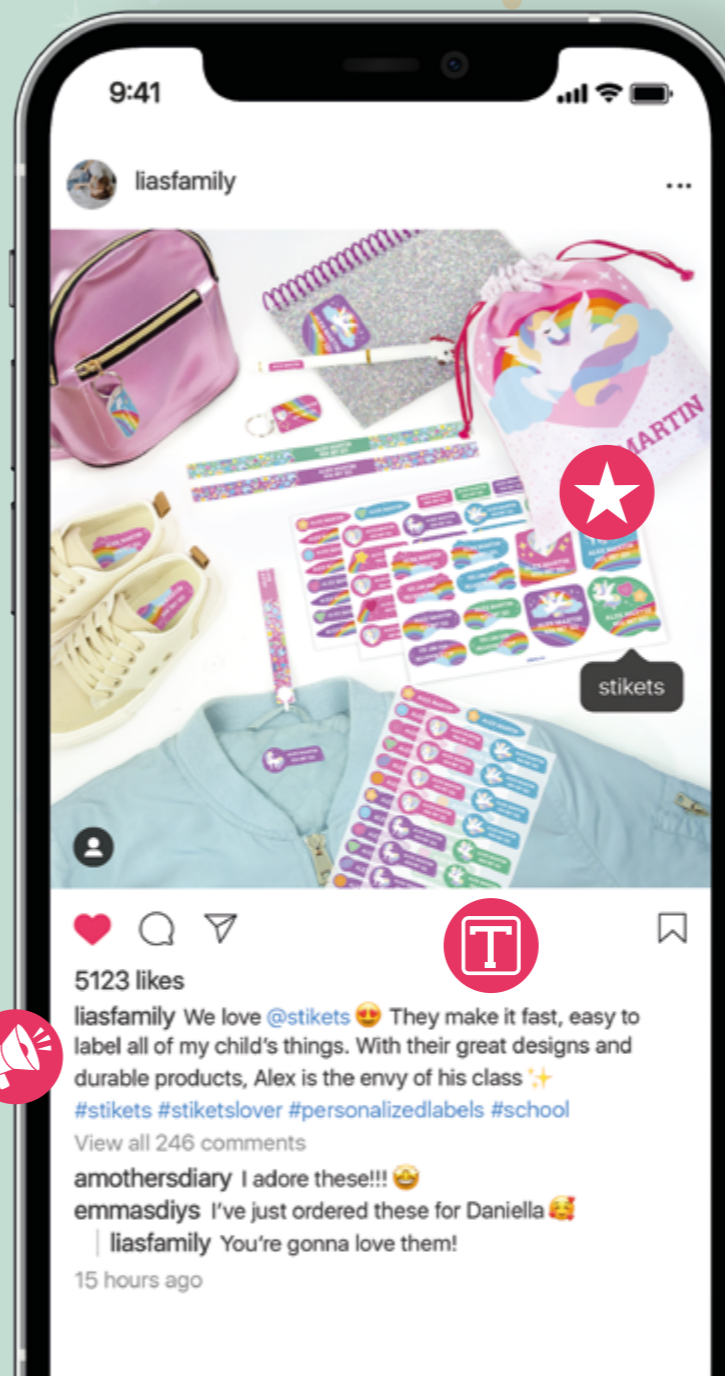 9:41
liasfamily
MARTIN
stikets
T
5123 likes
liasfamily We love @stikets 😍 They make it fast, easy to
label all of my child's things. With their great designs and
durable products, Alex is the envy of his class ✨
#stikets #stiketslover #personalizedlabels #school
View all 246 comments
amothersdiary I adore these!!! 🤩
emmasdiys I've just ordered these for Daniella 🥰
liasfamily You're gonna love them!
15 hours ago